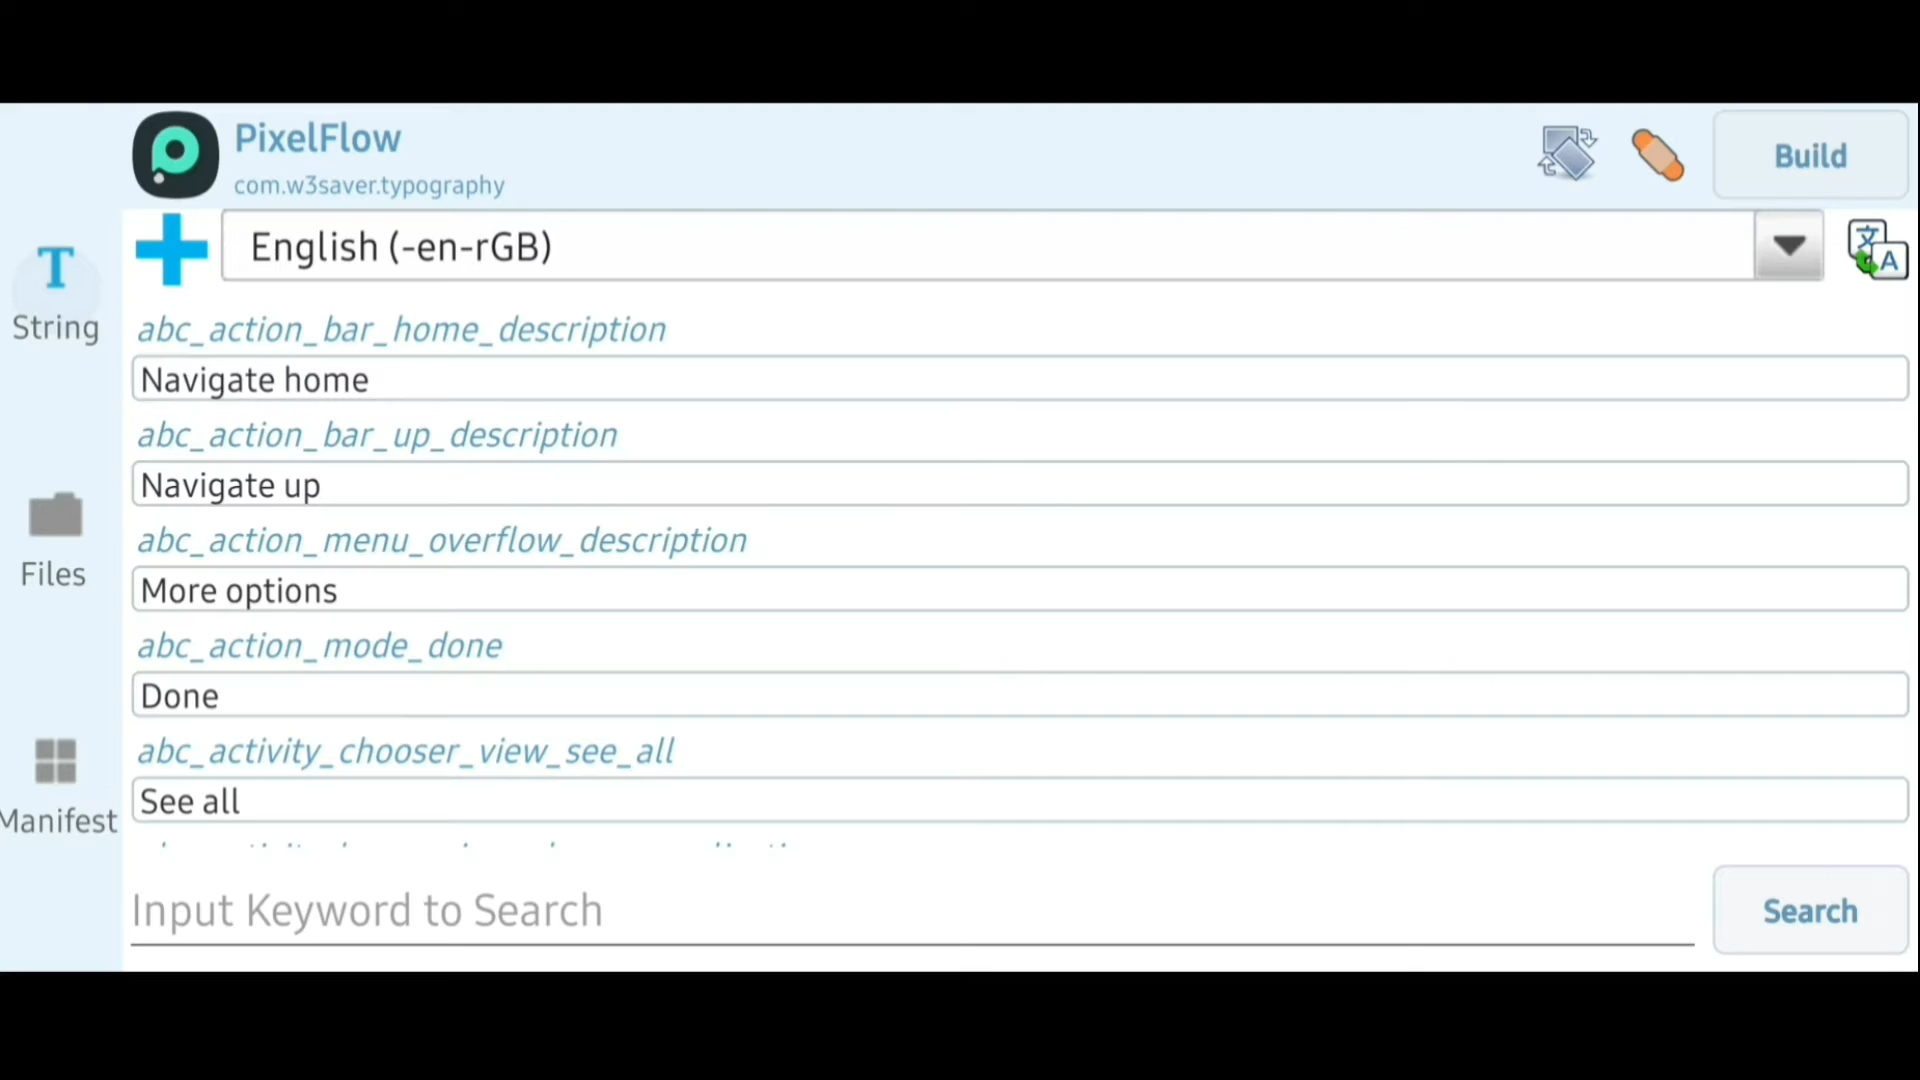 PixelFlow
com.w3saver.typography
Build
English (-en-rGB)
String
abc_action_bar_home_description
Navigate home
abc_action_bar_up_description
Navigate up
abc_action_menu_overflow_description
More options
Files
abc_action_mode_done
Done
abc_activity_chooser_view_see_all
See all
Manifest
Input Keyword to Search
Search